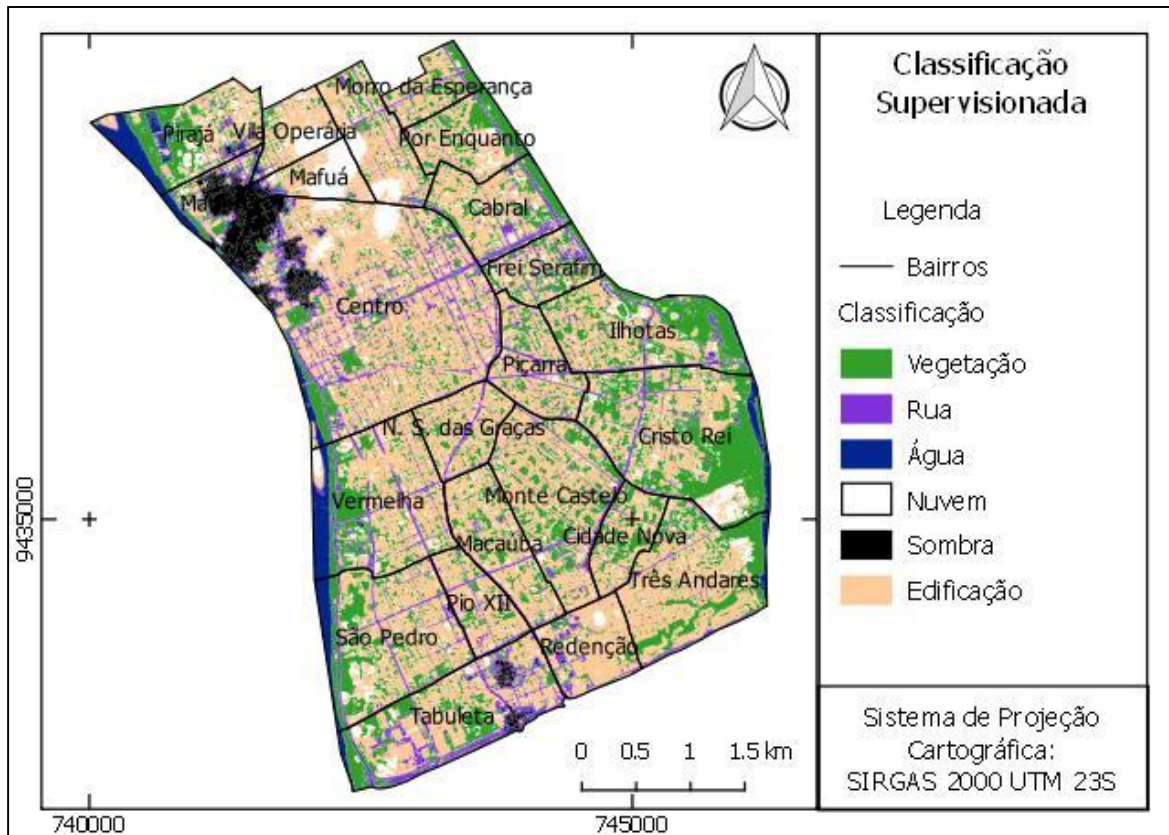 Classificação
Supervisionada
Legenda
Bairros
Classificação
Vegetação
Rua
Água
Nuvem
Sombra
Edificação
Sistema de Projeção
Cartográfica:
SIRGAS 2000 UTM 23S
Morro da Esperança
Pirajá
Vila Operária
Por Enquanto
Mafuá
Ma
Cabral
Frei Serafim
Centro
Ilhotas
Piçarra
N. S. das Graças
Cristo Rei
Vermelha
Monte Castelo
Macaúba
Cidade Nova
Três Andares
Pio XII
São Pedro
Redenção
Tabuleta
0 0.5 1 1.5 km
9435000
740000 745000